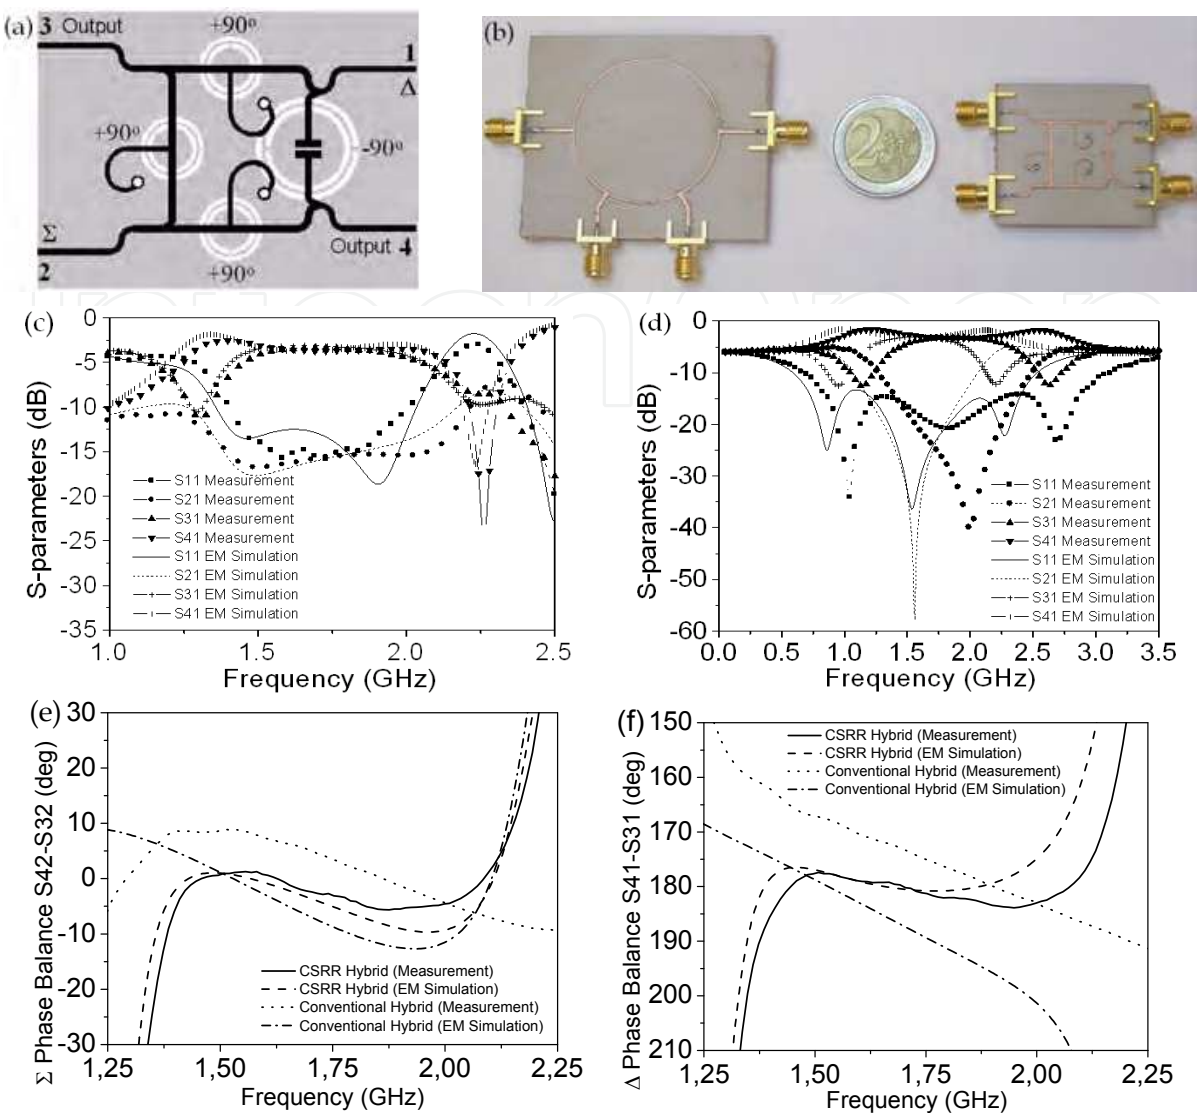 (a)
3 Output
+90º
1
Δ
+90º
-90º
Σ
2
+90º
Output 4
(b)
2
(c)
0
-5
-10
-15
-20
-25
-30
-35
S-parameters (dB)
S11 Measurement
S21 Measurement
S31 Measurement
S41 Measurement
S11 EM Simulation
S21 EM Simulation
S31 EM Simulation
S41 EM Simulation
1.0 1.5 2.0 2.5
Frequency (GHz)
(d)
0
-10
-20
-30
-40
-50
-60
S-parameters (dB)
S11 Measurement
S21 Measurement
S31 Measurement
S41 Measurement
S11 EM Simulation
S21 EM Simulation
S31 EM Simulation
S41 EM Simulation
0.0 0.5 1.0 1.5 2.0 2.5 3.0 3.5
Frequency (GHz)
(e)
30
20
10
0
-10
-20
-30
Σ Phase Balance S42-S32 (deg)
CSRR Hybrid (Measurement)
CSRR Hybrid (EM Simulation)
Conventional Hybrid (Measurement)
Conventional Hybrid (EM Simulation)
1,25 1,50 1,75 2,00 2,25
Frequency (GHz)
(f)
150
160
170
180
190
200
210
Δ Phase Balance S41-S31 (deg)
CSRR Hybrid (Measurement)
CSRR Hybrid (EM Simulation)
Conventional Hybrid (Measurement)
Conventional Hybrid (EM Simulation)
1,25 1,50 1,75 2,00 2,25
Frequency (GHz)